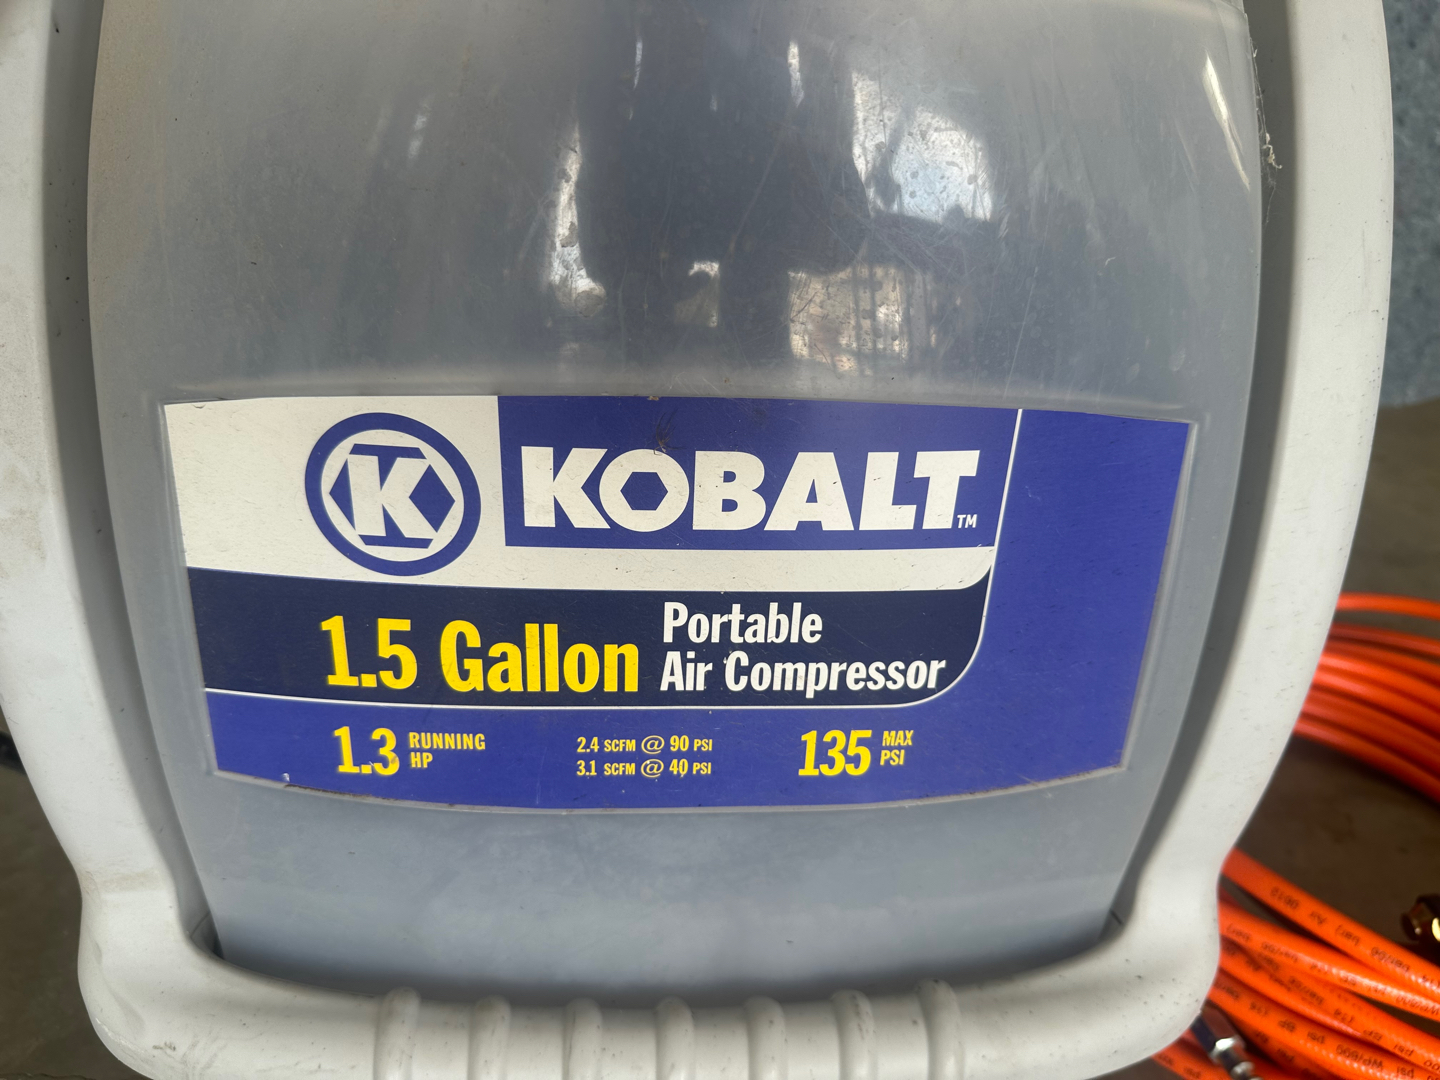 K
KOBALT™
1.5 Gallon
Portable
Air Compressor
1.3 RUNNING
HP
2.4 SCFM @ 90 PSI
3.1 SCFM @ 40 PSI
135 MAX
PSI